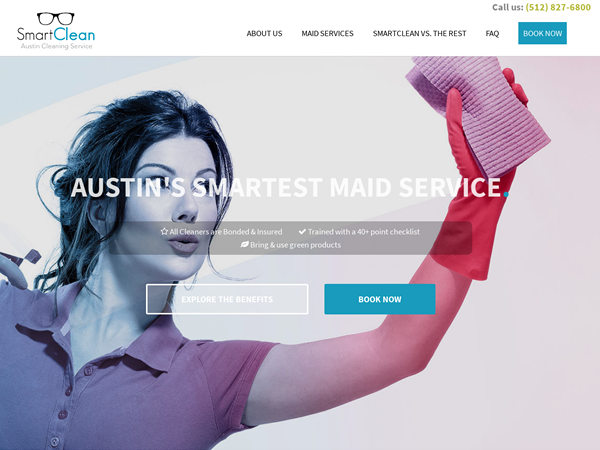 Call us: (512) 827-6800
SmartClean
Austin Cleaning Service
ABOUT US
MAID SERVICES
SMARTCLEAN VS. THE REST
FAQ
BOOK NOW
AUSTIN'S SMARTEST MAID SERVICE.
All Cleaners are Bonded & Insured
Trained with a 40+ point checklist
Bring & use green products
EXPLORE THE BENEFITS
BOOK NOW